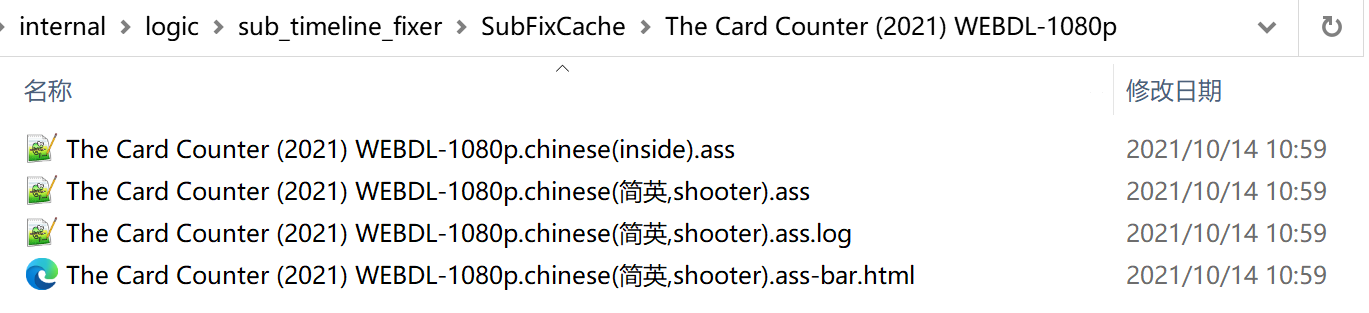 internal > logic > sub_timeline_fixer > SubFixCache > The Card Counter (2021) WEBDL-1080p
名称 修改日期
The Card Counter (2021) WEBDL-1080p.chinese(inside).ass 2021/10/14 10:59
The Card Counter (2021) WEBDL-1080p.chinese(简英,shooter).ass 2021/10/14 10:59
The Card Counter (2021) WEBDL-1080p.chinese(简英,shooter).ass.log 2021/10/14 10:59
The Card Counter (2021) WEBDL-1080p.chinese(简英,shooter).ass-bar.html 2021/10/14 10:59